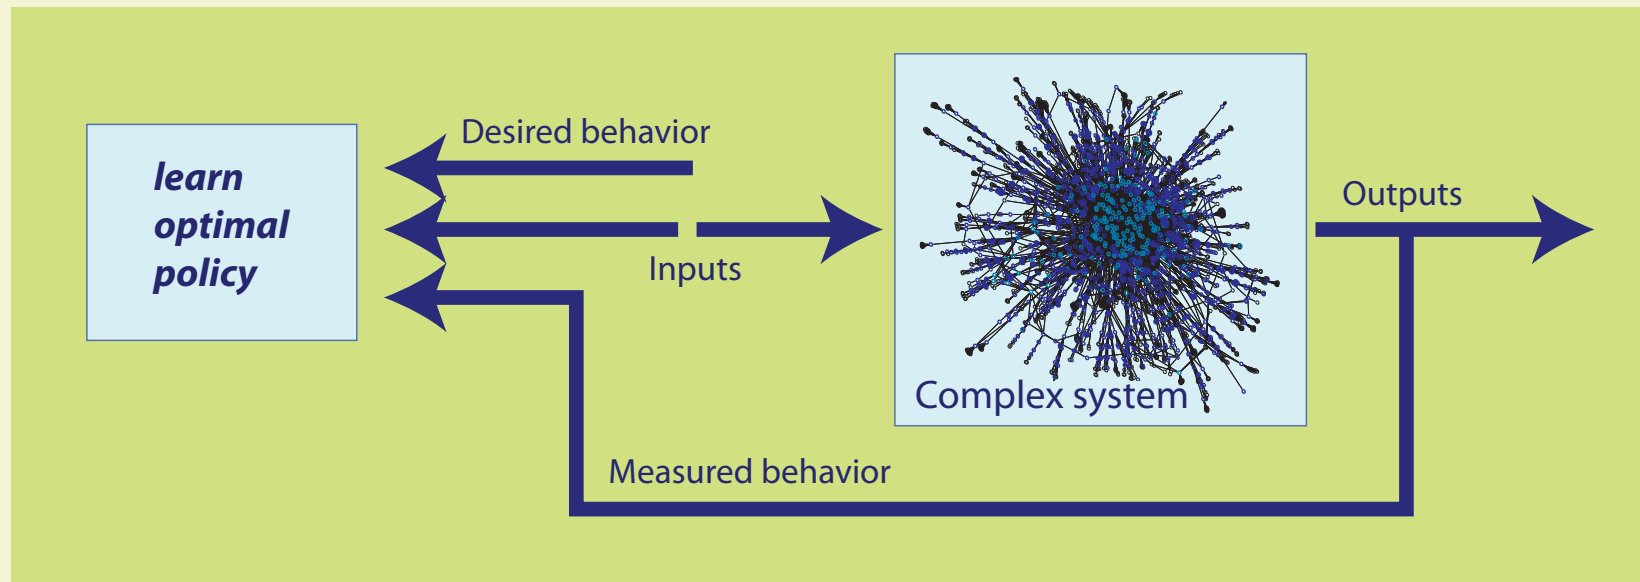 Desired behavior
learn
optimal
policy
Inputs
Outputs
Complex system
Measured behavior